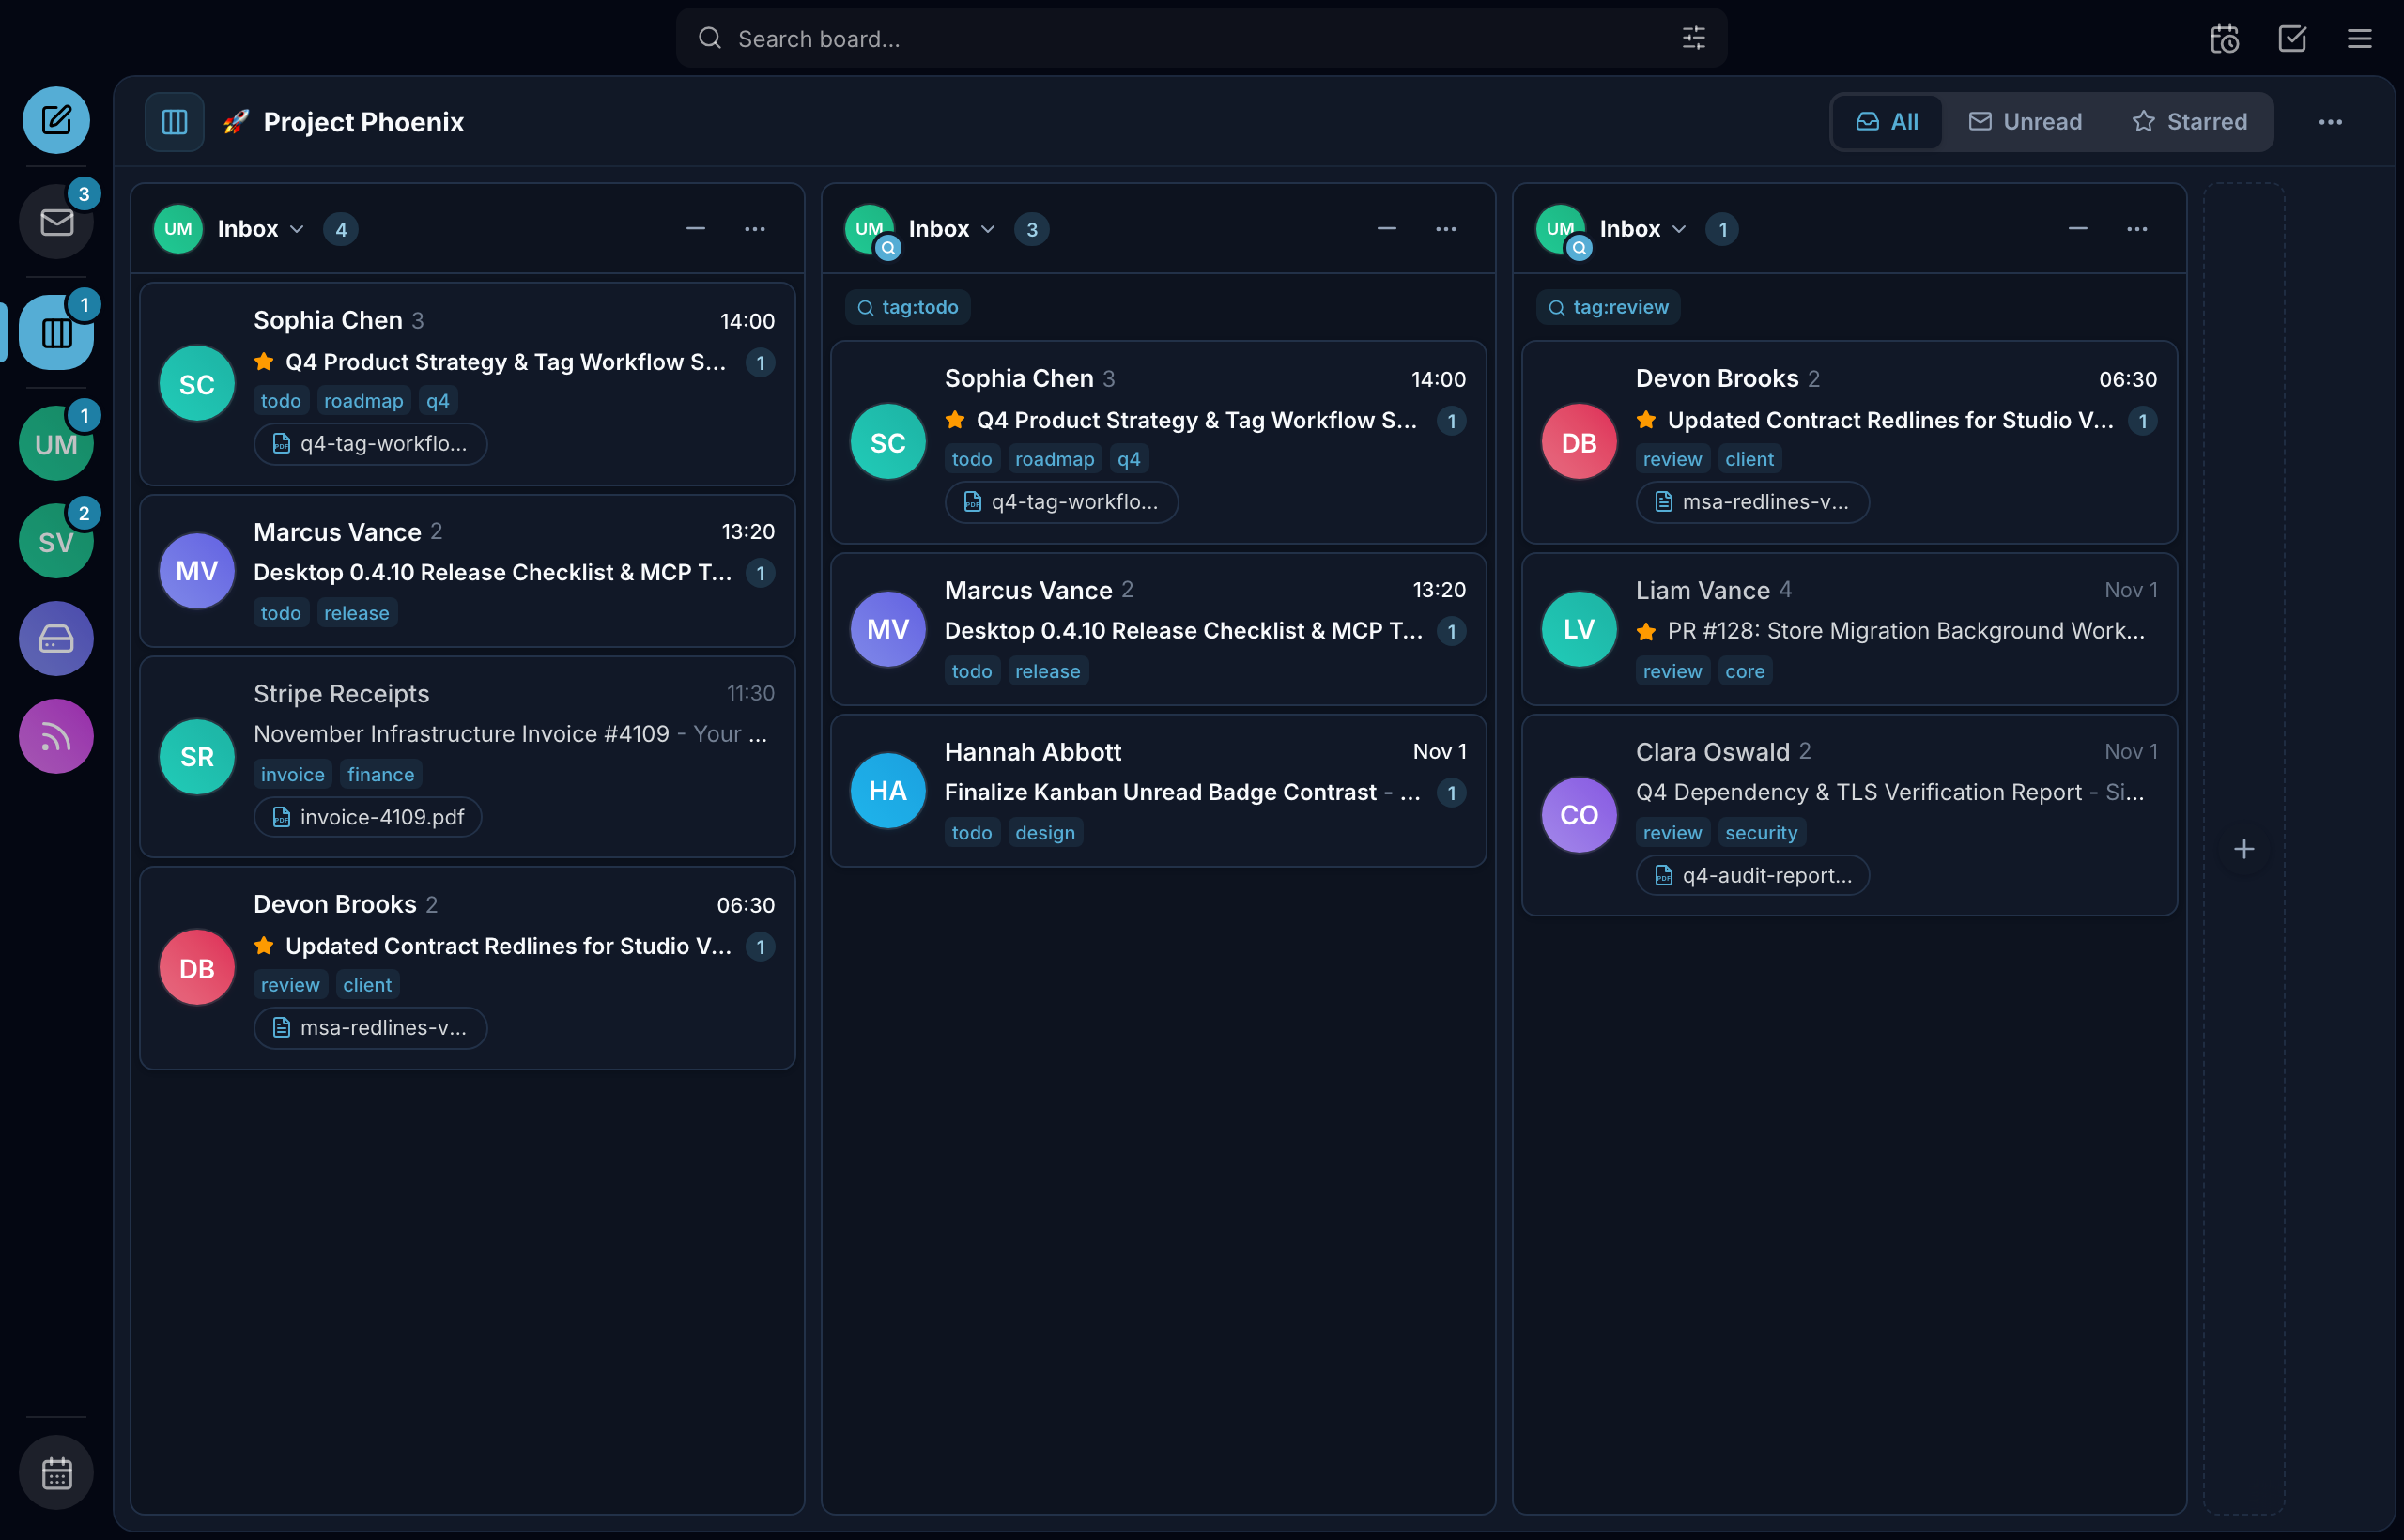 Search board...
🚀 Project Phoenix
All
Unread
Starred
3
1
UM 1
SV 2
UM Inbox 4
Sophia Chen 3 14:00
SC
Q4 Product Strategy & Tag Workflow S... 1
todo roadmap q4
PDF q4-tag-workflo...
Marcus Vance 2 13:20
MV
Desktop 0.4.10 Release Checklist & MCP T... 1
todo release
Stripe Receipts 11:30
SR
November Infrastructure Invoice #4109 - Your ...
invoice finance
PDF invoice-4109.pdf
Devon Brooks 2 06:30
DB
Updated Contract Redlines for Studio V... 1
review client
msa-redlines-v...
UM Inbox 3
tag:todo
Sophia Chen 3 14:00
SC
Q4 Product Strategy & Tag Workflow S... 1
todo roadmap q4
PDF q4-tag-workflo...
Marcus Vance 2 13:20
MV
Desktop 0.4.10 Release Checklist & MCP T... 1
todo release
Hannah Abbott Nov 1
HA
Finalize Kanban Unread Badge Contrast - ... 1
todo design
UM Inbox 1
tag:review
Devon Brooks 2 06:30
DB
Updated Contract Redlines for Studio V... 1
review client
msa-redlines-v...
Liam Vance 4 Nov 1
LV
PR #128: Store Migration Background Work...
review core
Clara Oswald 2 Nov 1
CO
Q4 Dependency & TLS Verification Report - Si...
review security
PDF q4-audit-report...